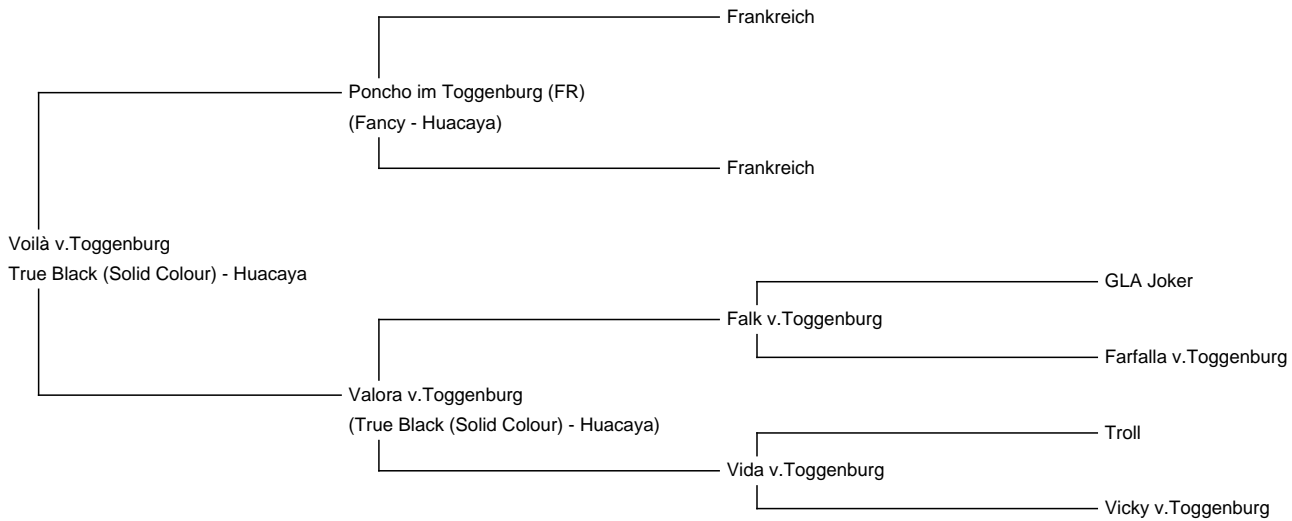 Frankreich
Poncho im Toggenburg (FR)
(Fancy - Huacaya)
Frankreich
Voilà v.Toggenburg
True Black (Solid Colour) - Huacaya
GLA Joker
Falk v.Toggenburg
Farfalla v.Toggenburg
Valora v.Toggenburg
(True Black (Solid Colour) - Huacaya)
Troll
Vida v.Toggenburg
Vicky v.Toggenburg